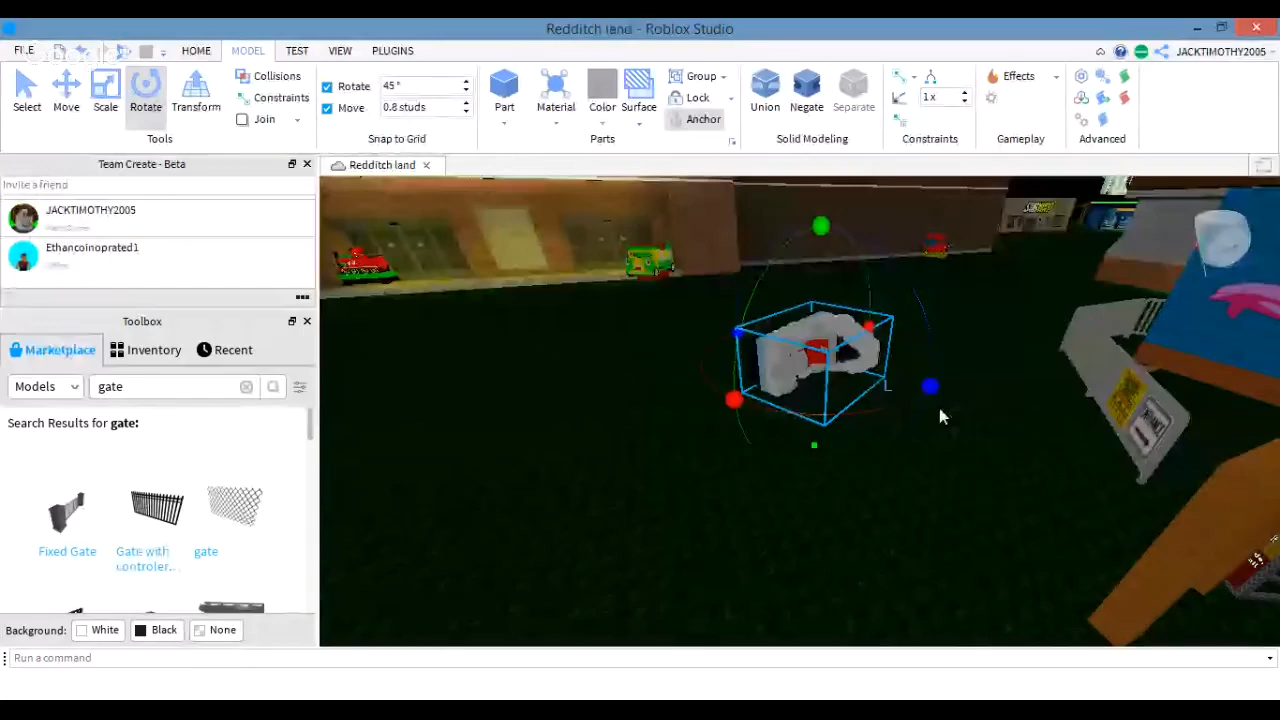 Redditch land - Roblox Studio
FILE
HOME
MODEL
TEST
VIEW
PLUGINS
JACKTIMOTHY2005
Select
Move
Scale
Rotate
Transform
Tools
Collisions
Constraints
Join
Rotate
45°
Move
0.8 studs
Snap to Grid
Part
Material
Color
Surface
Group
Lock
Anchor
Parts
Union
Negate
Separate
Solid Modeling
1 x
Constraints
Effects
Gameplay
Advanced
Team Create - Beta
Invite a friend
JACKTIMOTHY2005
Ethancoinoprated1
Redditch land
Toolbox
Marketplace
Inventory
Recent
Models
gate
Search Results for gate:
Fixed Gate
Gate with
controler...
gate
Background:
White
Black
None
Run a command
L